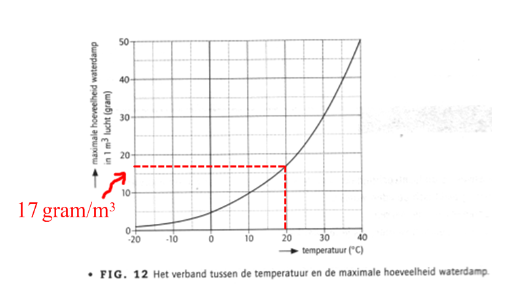 maximale hoeveelheid waterdamp
in 1 m³ lucht (gram)
50
40
30
20
10
0
17 gram/m³
-20 -10 0 10 20 30 40
temperatuur (°C)
• FIG. 12 Het verband tussen de temperatuur en de maximale hoeveelheid waterdamp.